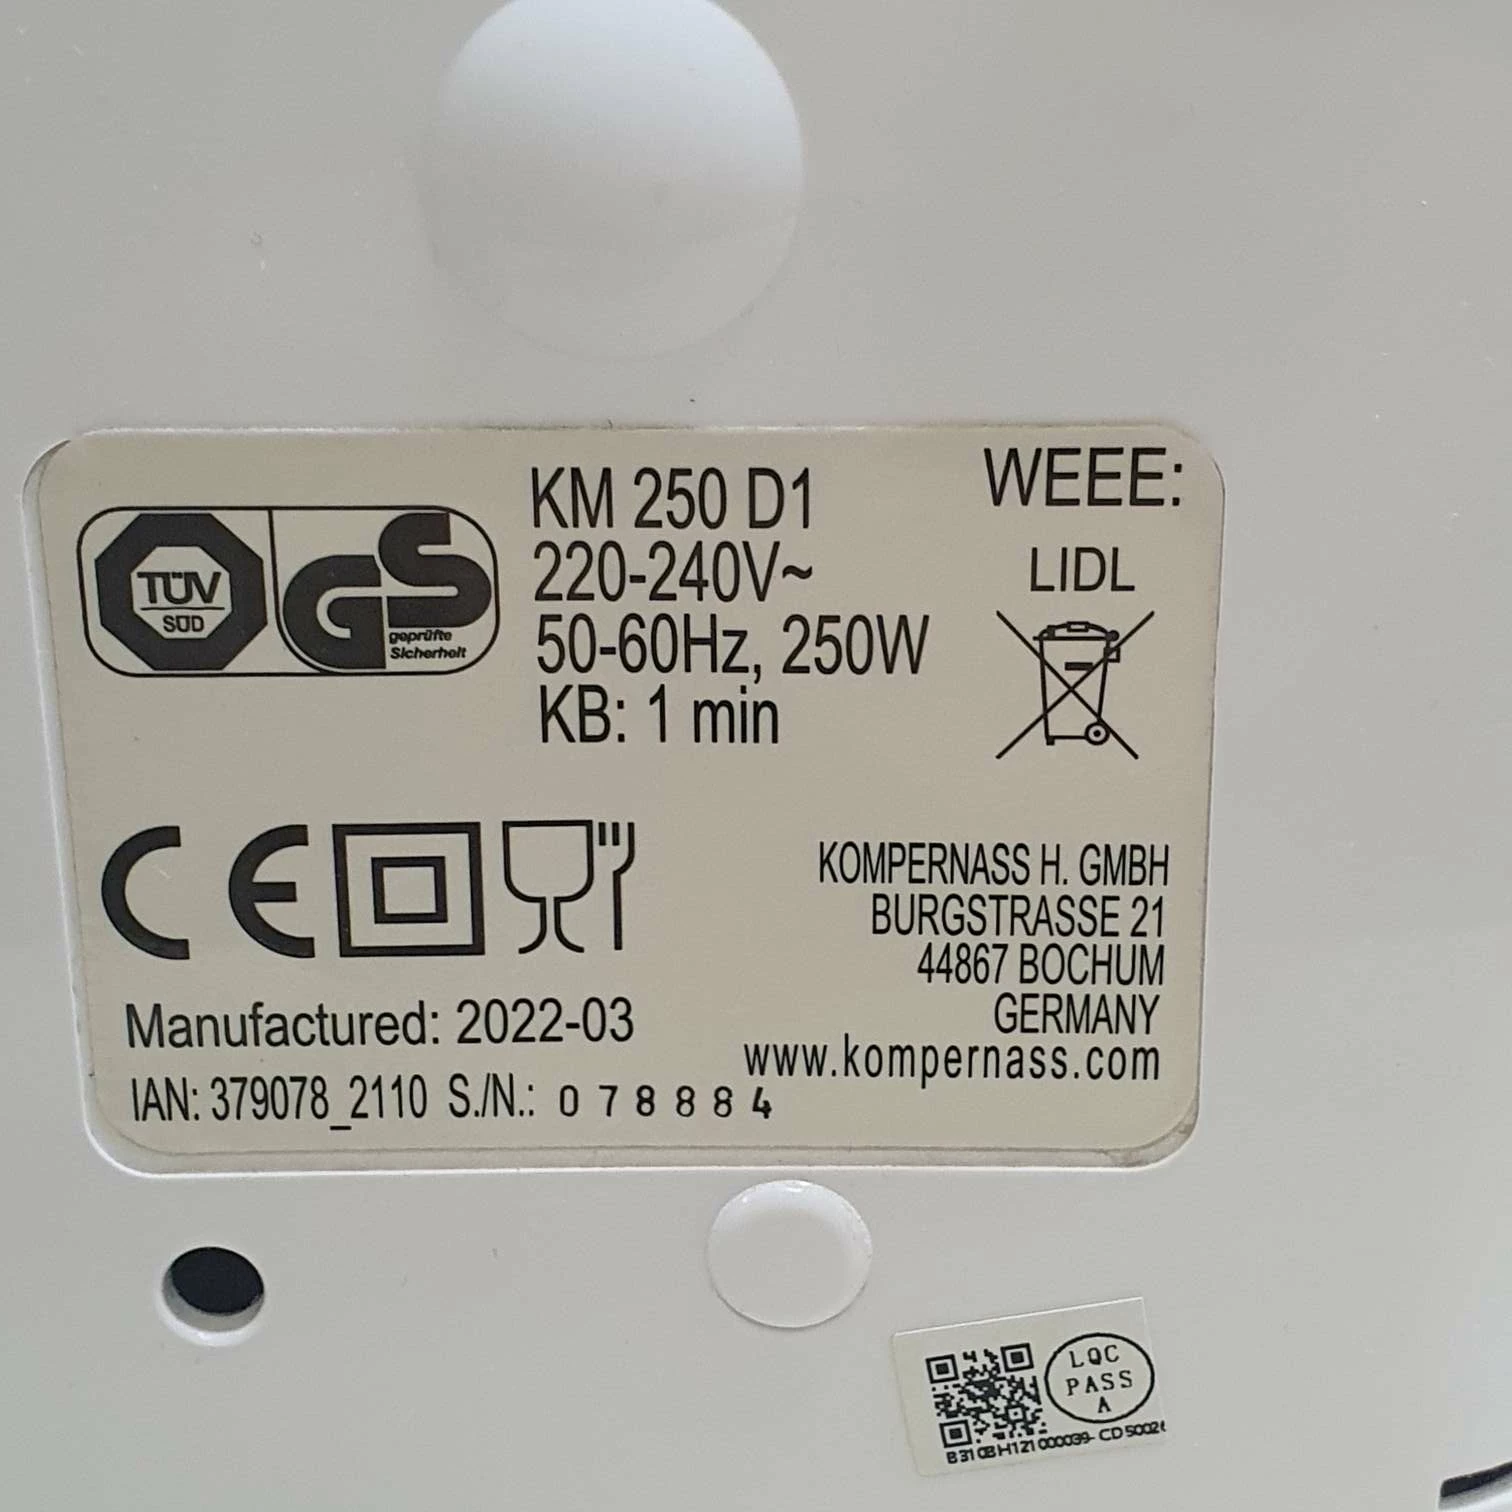 TÜV
SÜD
GS
geprüfte
Sicherheit
KM 250 D1
220-240V~
50-60Hz, 250W
KB: 1 min
WEEE:
LIDL
CE
KOMPERNASS H. GMBH
BURGSTRASSE 21
44867 BOCHUM
GERMANY
www.kompernass.com
Manufactured: 2022-03
IAN: 379078_2110 S./N.: 078884
LQC
PASS
A